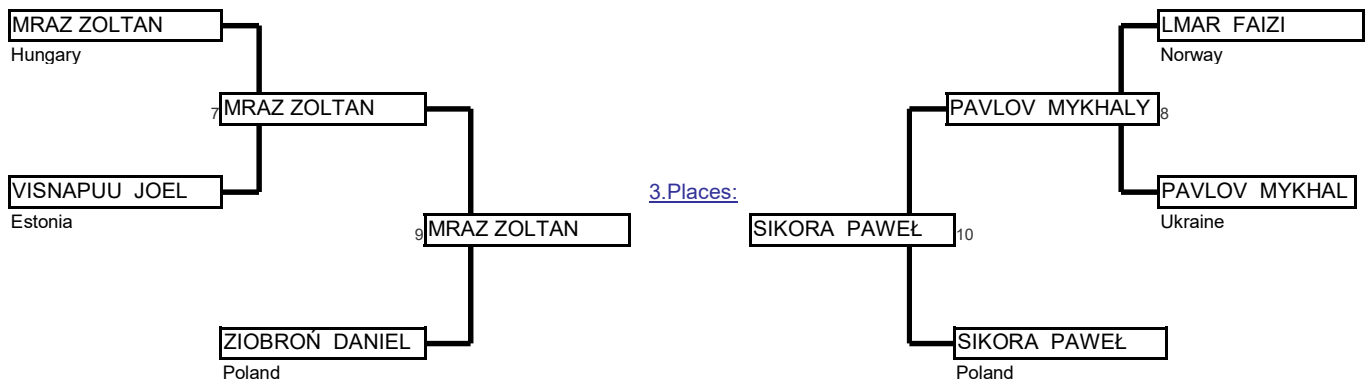 MRAZ ZOLTAN
Hungary
7 MRAZ ZOLTAN
VISNAPUU JOEL
Estonia
9 MRAZ ZOLTAN
ZIOBROŃ DANIEL
Poland
3.Places:
LMAR FAIZI
Norway
PAVLOV MYKHALY 8
PAVLOV MYKHAL
Ukraine
SIKORA PAWEŁ 10
SIKORA PAWEŁ
Poland